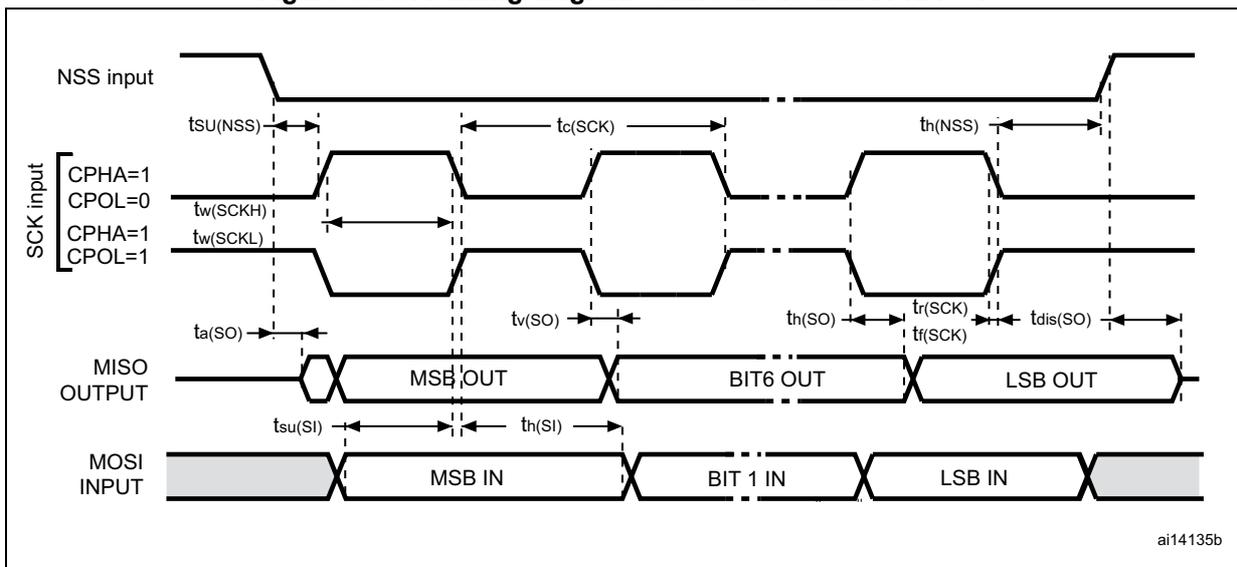 NSS input
tSU(NSS)
tc(SCK)
th(NSS)
SCK input
CPHA=1
CPOL=0
tw(SCKH)
CPHA=1
tw(SCKL)
CPOL=1
ta(SO)
tv(SO)
th(SO)
tr(SCK)
tf(SCK)
tdis(SO)
MISO
OUTPUT
MSB OUT
BIT6 OUT
LSB OUT
tsu(SI)
th(SI)
MOSI
INPUT
MSB IN
BIT 1 IN
LSB IN
ai14135b